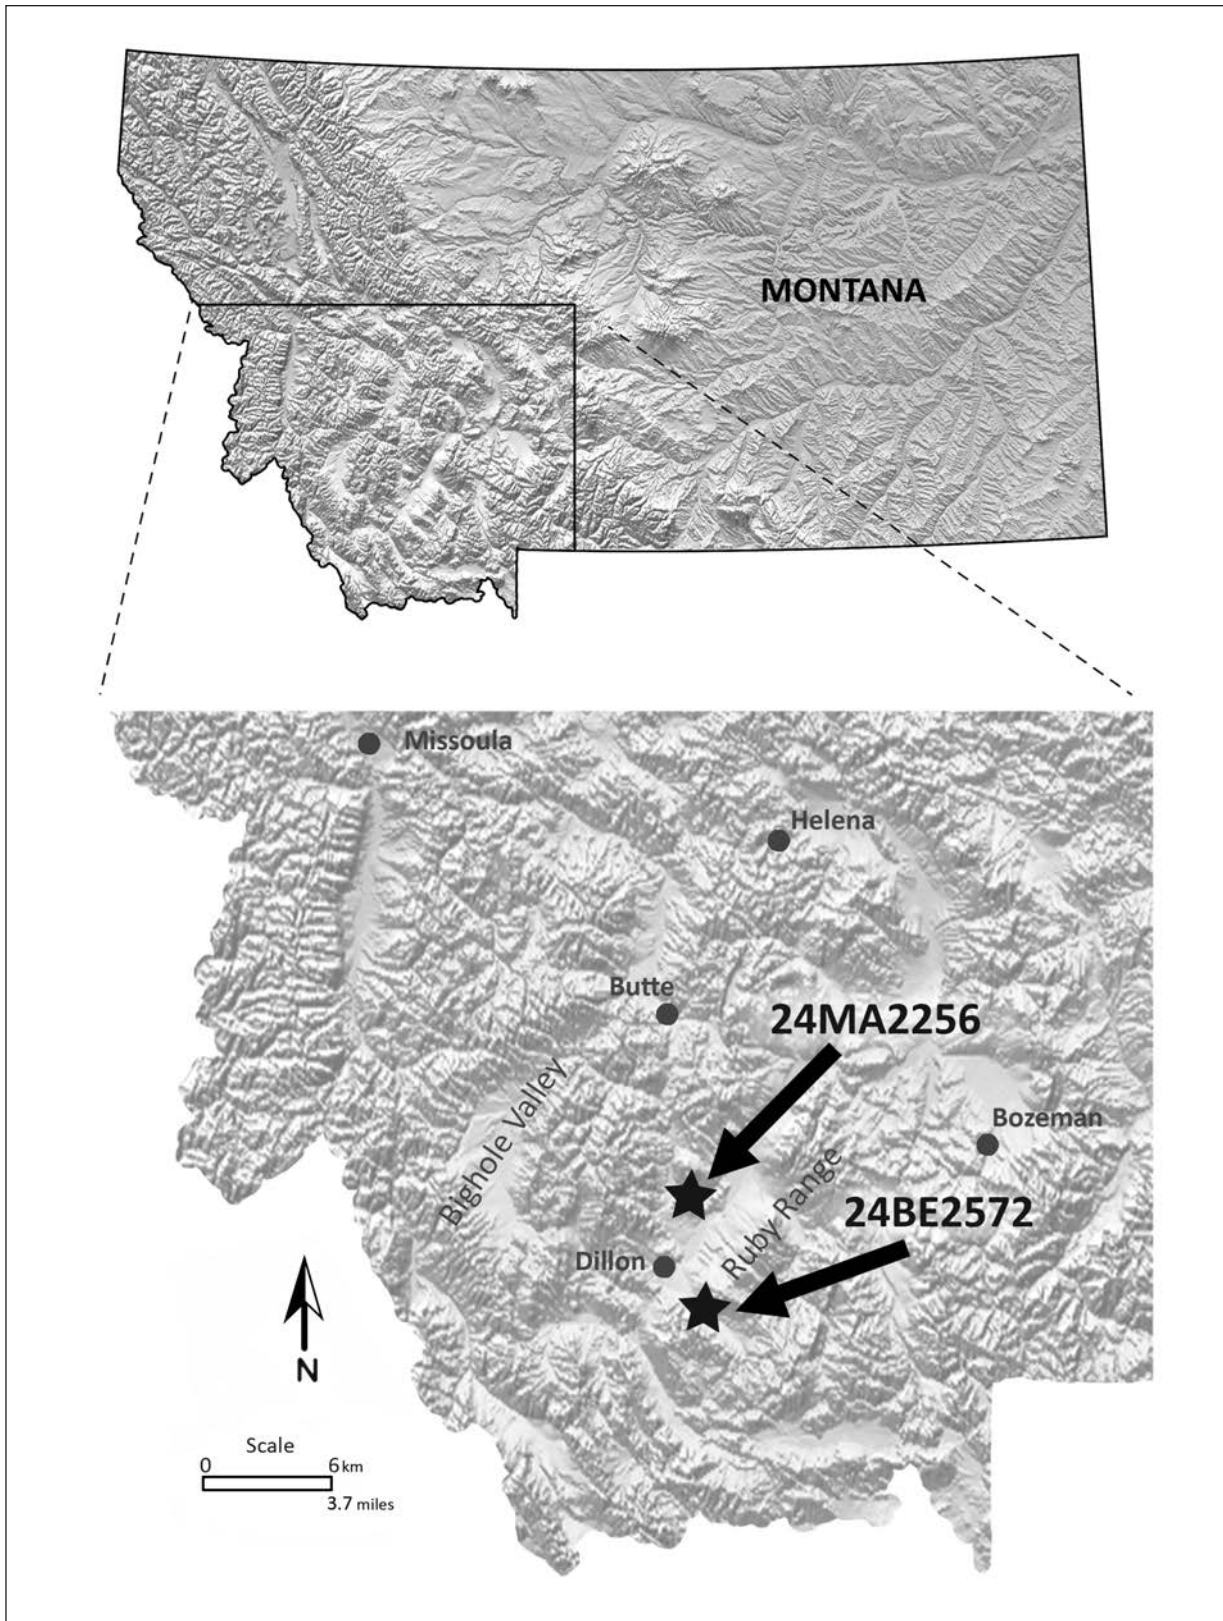 MONTANA
Missoula
Helena
Butte
24MA2256
Bighole Valley
Bozeman
Ruby Range
24BE2572
Dillon
N
Scale
0 6 km
3.7 miles